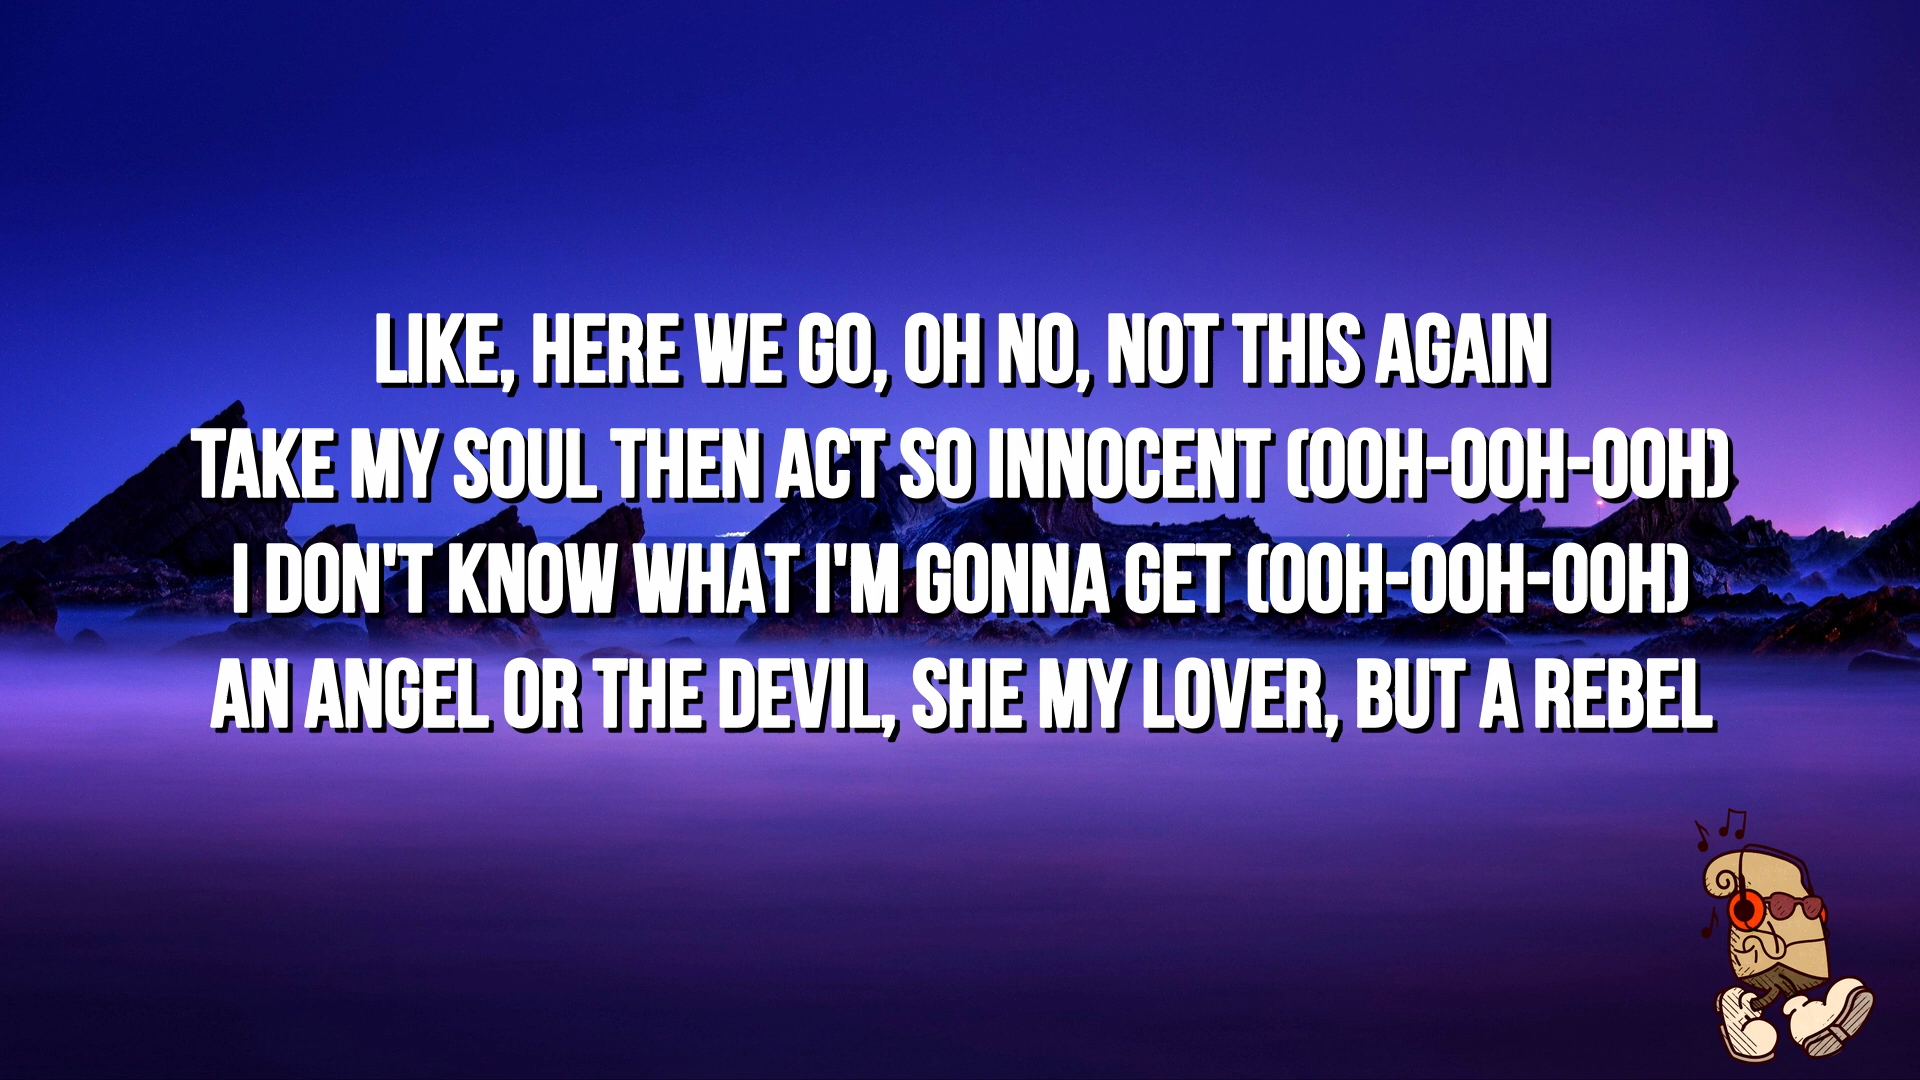 LIKE, HERE WE GO, OH NO, NOT THIS AGAIN
TAKE MY SOUL THEN ACT SO INNOCENT (OOH-OOH-OOH)
I DON'T KNOW WHAT I'M GONNA GET (OOH-OOH-OOH)
AN ANGEL OR THE DEVIL, SHE MY LOVER, BUT A REBEL